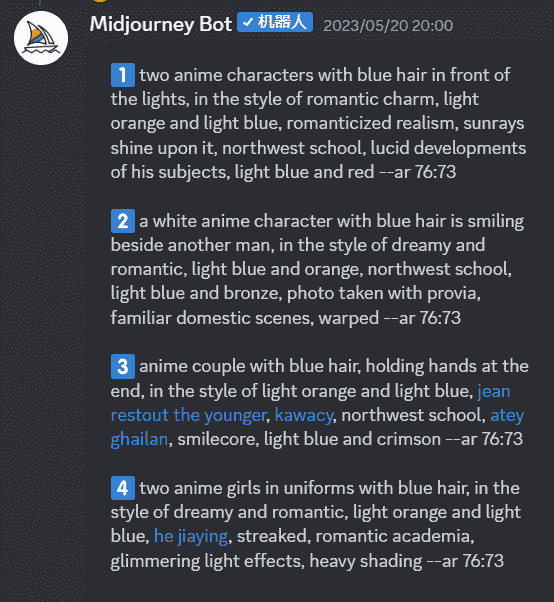 Midjourney Bot ✓ 机器人 2023/05/20 20:00
1 two anime characters with blue hair in front of
the lights, in the style of romantic charm, light
orange and light blue, romanticized realism, sunrays
shine upon it, northwest school, lucid developments
of his subjects, light blue and red --ar 76:73
2 a white anime character with blue hair is smiling
beside another man, in the style of dreamy and
romantic, light blue and orange, northwest school,
light blue and bronze, photo taken with provia,
familiar domestic scenes, warped --ar 76:73
3 anime couple with blue hair, holding hands at the
end, in the style of light orange and light blue, jean
restout the younger, kawacy, northwest school, atey
ghailan, smilecore, light blue and crimson --ar 76:73
4 two anime girls in uniforms with blue hair, in the
style of dreamy and romantic, light orange and light
blue, he jiaying, streaked, romantic academia,
glimmering light effects, heavy shading --ar 76:73